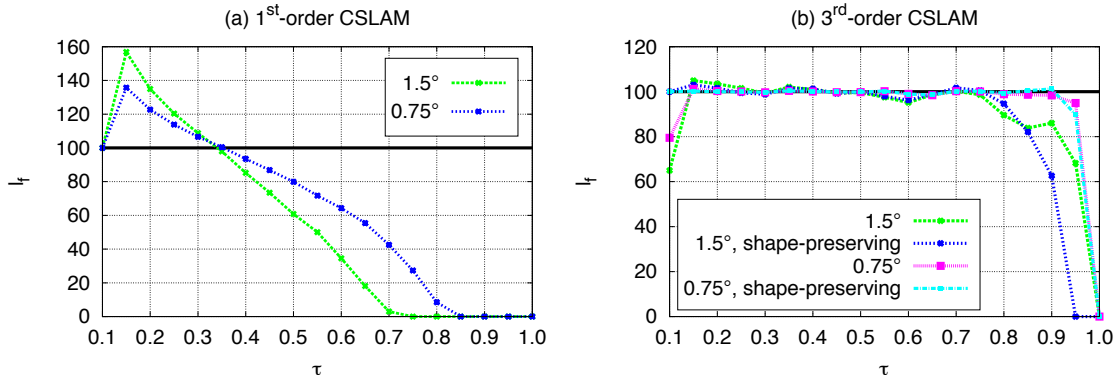 (a) 1st-order CSLAM
160
140
120
100
80
60
40
20
0
I_f
1.5°
0.75°
0.1 0.2 0.3 0.4 0.5 0.6 0.7 0.8 0.9 1.0
τ
(b) 3rd-order CSLAM
120
100
80
60
40
20
0
I_f
1.5°
1.5°, shape-preserving
0.75°
0.75°, shape-preserving
0.1 0.2 0.3 0.4 0.5 0.6 0.7 0.8 0.9 1.0
τ